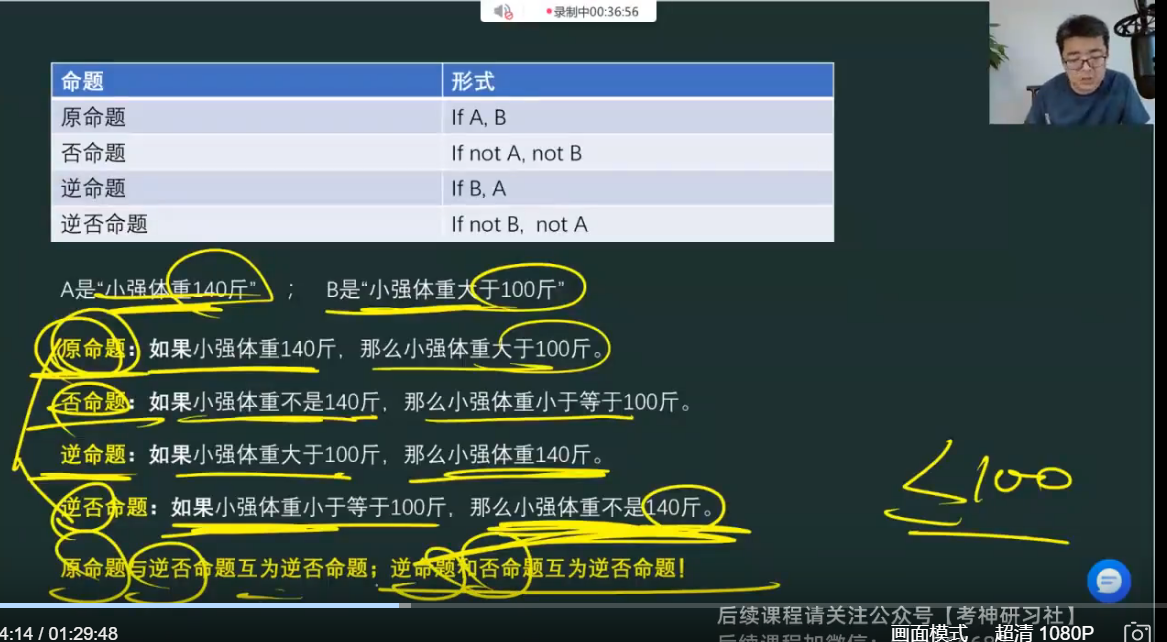 录制中00:36:56
命题 形式
原命题 If A, B
否命题 If not A, not B
逆命题 If B, A
逆否命题 If not B, not A
A是“小强体重140斤” ； B是“小强体重大于100斤”
原命题：如果小强体重140斤，那么小强体重大于100斤。
否命题：如果小强体重不是140斤，那么小强体重小于等于100斤。
逆命题：如果小强体重大于100斤，那么小强体重140斤。
逆否命题：如果小强体重小于等于100斤，那么小强体重不是140斤。
≤100
原命题与逆否命题互为逆否命题；逆命题和否命题互为逆否命题！
后续课程请关注公众号【考神研习社】
4:14 / 01:29:48
画面模式 超清 1080P